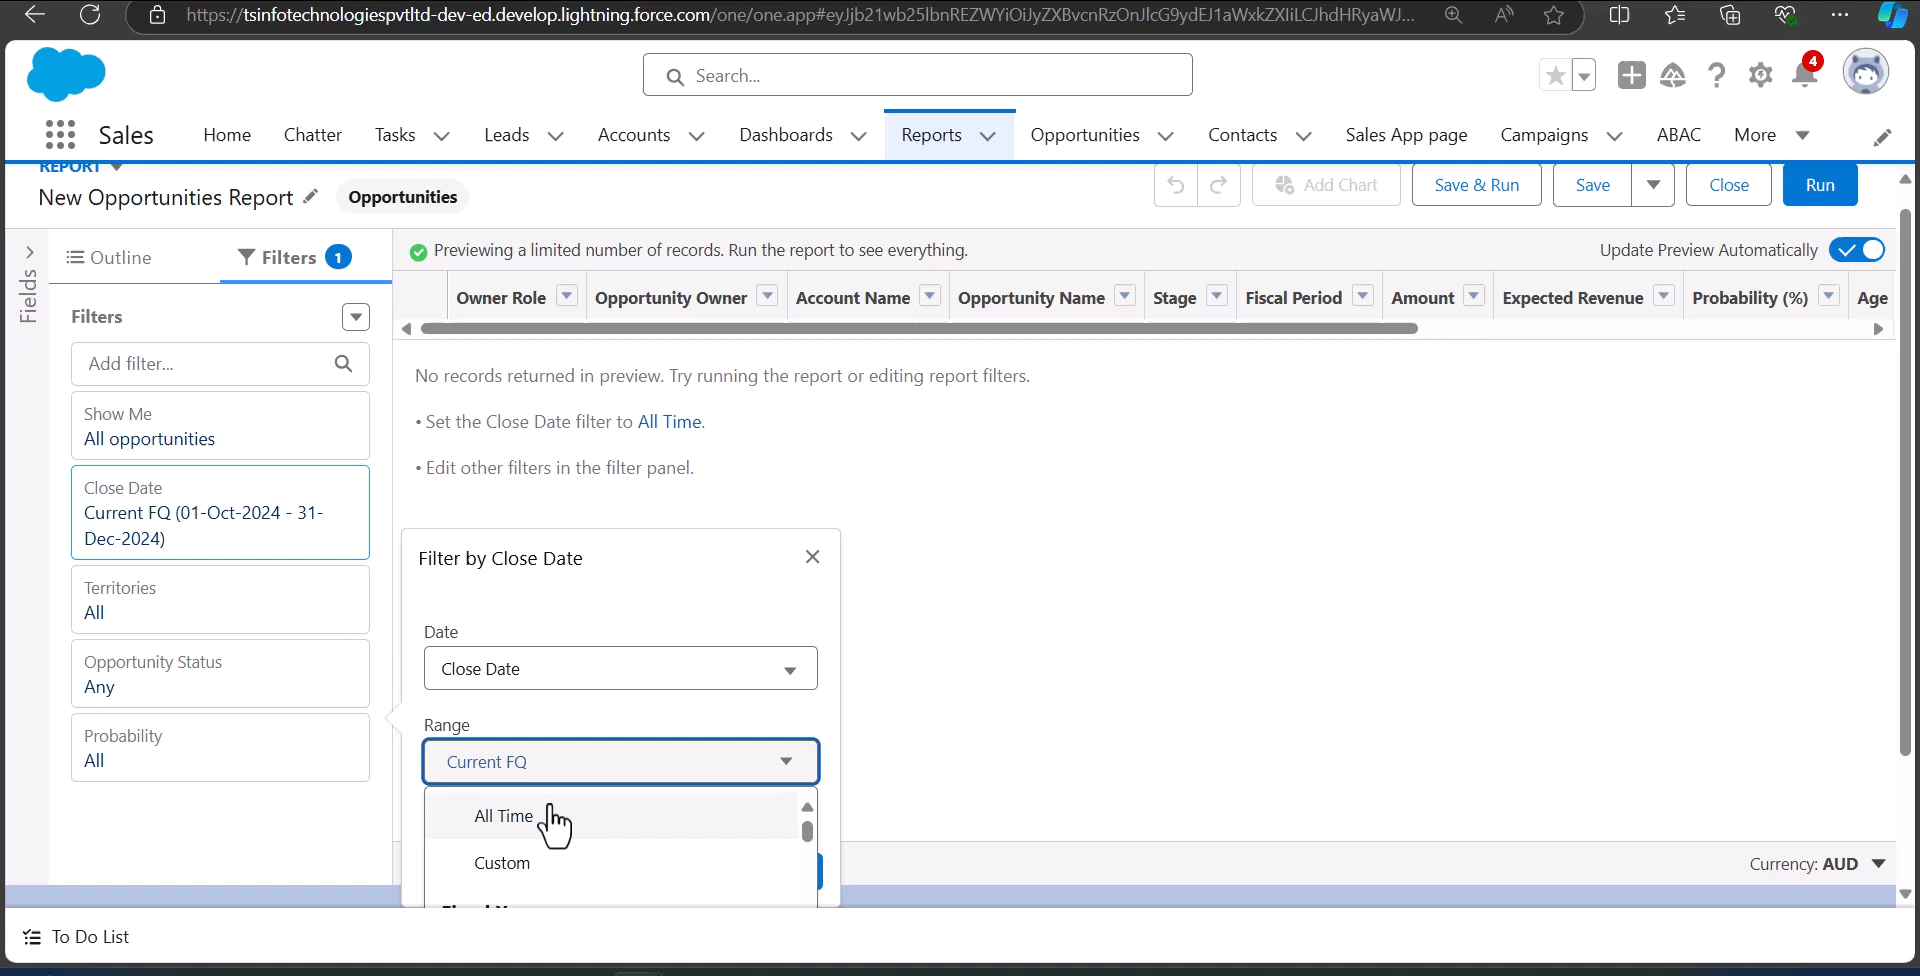 https://tsinfotechnologiespvtltd-dev-ed.develop.lightning.force.com/one/one.app#eyJjb21wb25lbnREZWYiOiJyZXBvcnRzOnJlcG9ydEJ1aWxkZXIiLCJhdHRyaWJ...
Search...
4
Sales
Home
Chatter
Tasks
Leads
Accounts
Dashboards
Reports
Opportunities
Contacts
Sales App page
Campaigns
ABAC
More
REPORT
New Opportunities Report
Opportunities
Add Chart
Save & Run
Save
Close
Run
Fields
Outline
Filters 1
Previewing a limited number of records. Run the report to see everything.
Update Preview Automatically
Owner Role
Opportunity Owner
Account Name
Opportunity Name
Stage
Fiscal Period
Amount
Expected Revenue
Probability (%)
Age
Filters
Add filter...
Show Me
All opportunities
Close Date
Current FQ (01-Oct-2024 - 31-
Dec-2024)
Territories
All
Opportunity Status
Any
Probability
All
No records returned in preview. Try running the report or editing report filters.
• Set the Close Date filter to All Time.
• Edit other filters in the filter panel.
Filter by Close Date
Date
Close Date
Range
Current FQ
All Time
Custom
Currency: AUD
To Do List